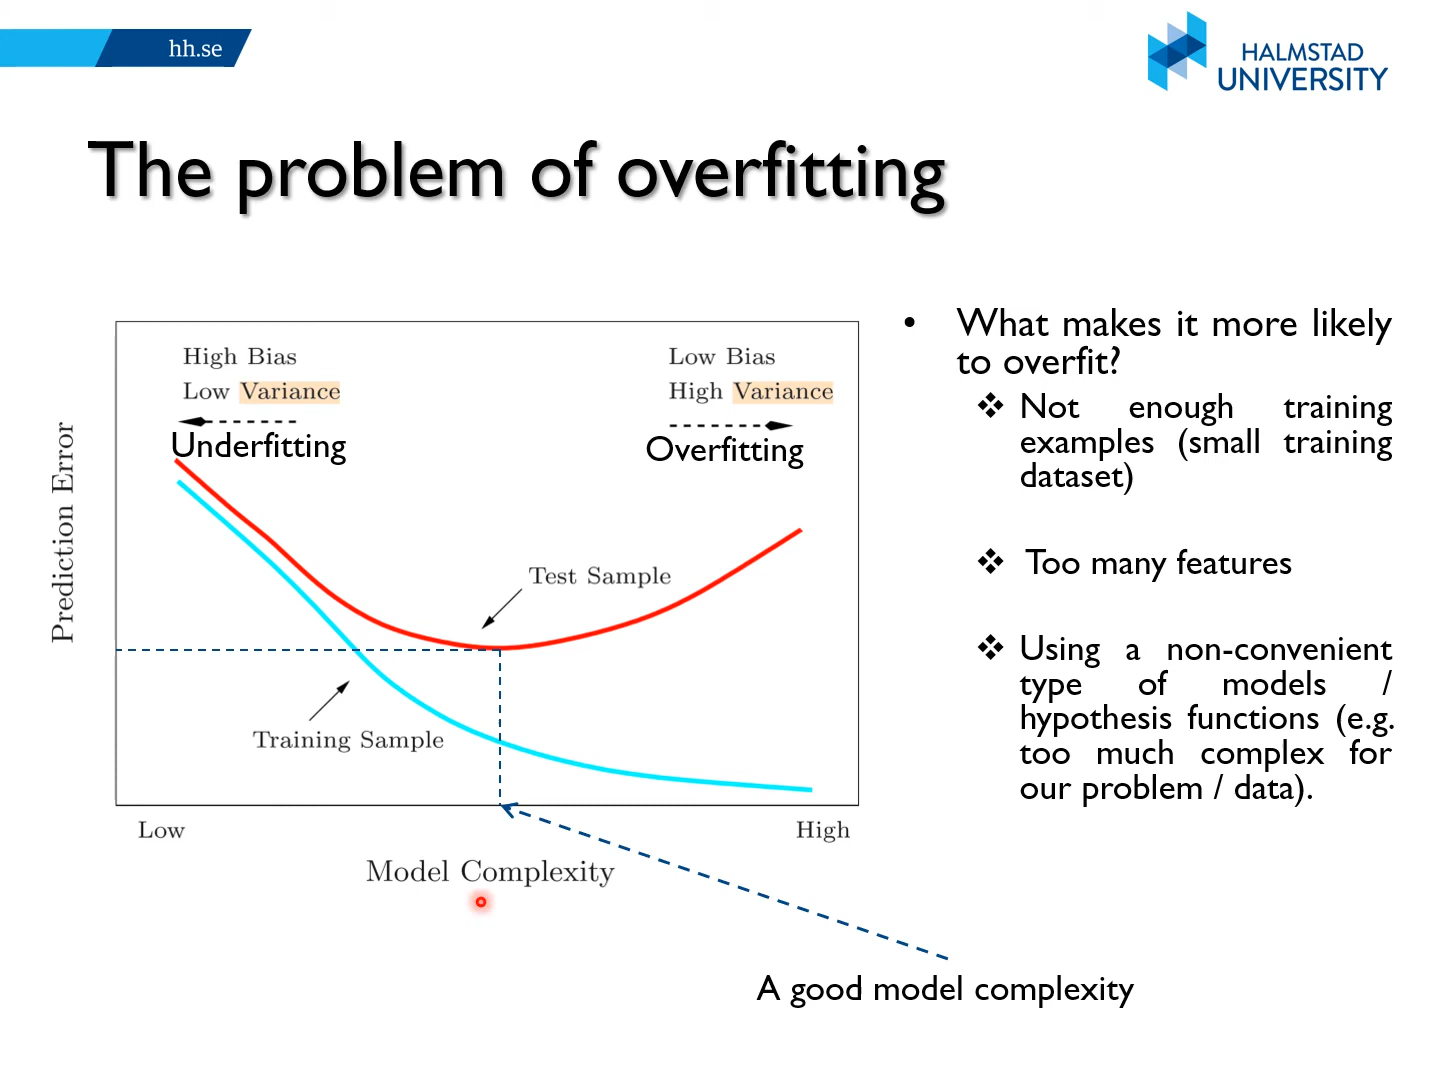 hh.se
HALMSTAD
UNIVERSITY
The problem of overfitting
High Bias
Low Variance
Underfitting
Low Bias
High Variance
Overfitting
Prediction Error
Test Sample
Training Sample
Low
High
Model Complexity
A good model complexity
• What makes it more likely
to overfit?
❖ Not enough training
examples (small training
dataset)
❖ Too many features
❖ Using a non-convenient
type of models /
hypothesis functions (e.g.
too much complex for
our problem / data).